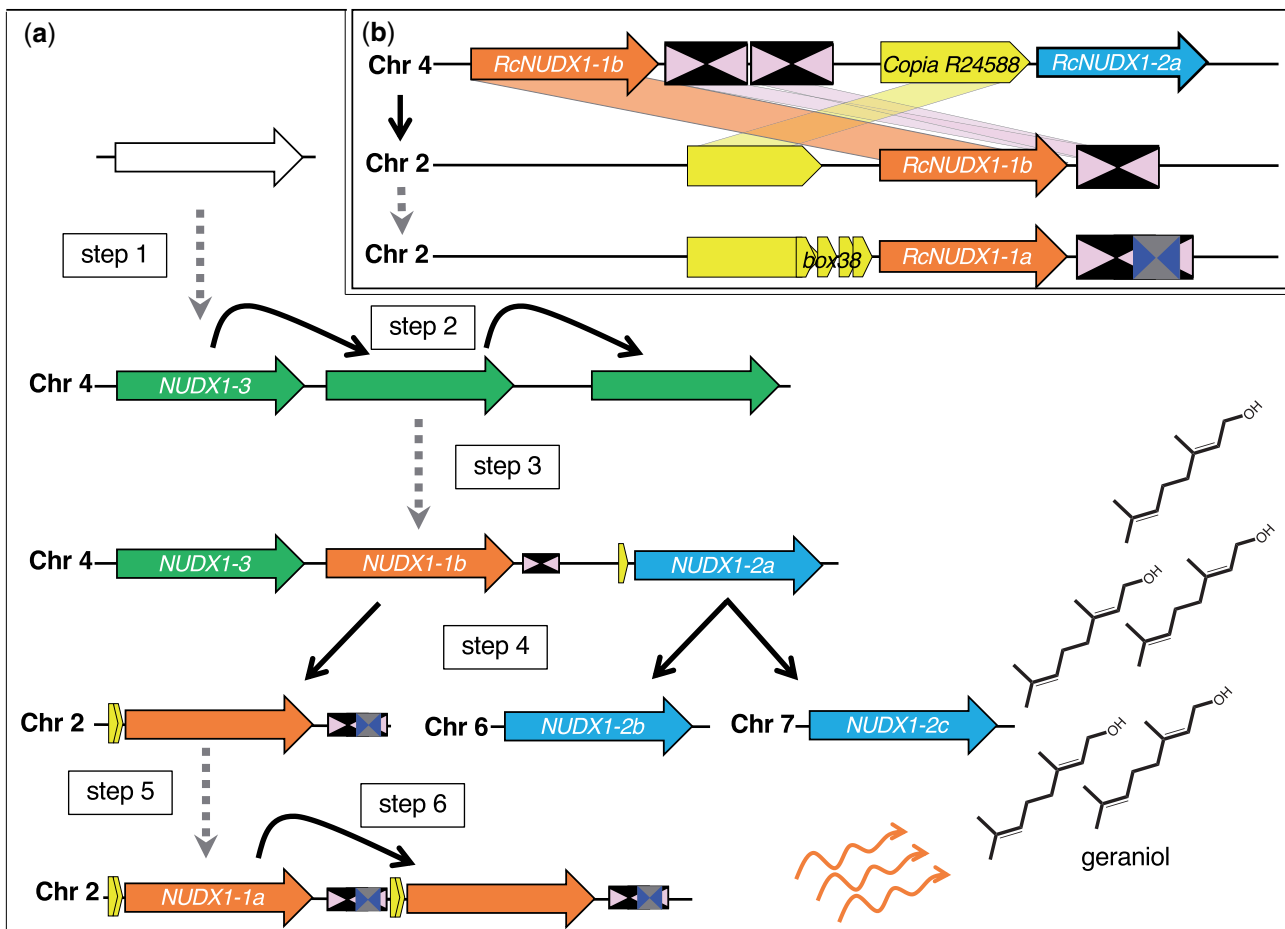 (a)
(b)
Chr 4 RcNUDX1-1b Copia R24588 RcNUDX1-2a
Chr 2 RcNUDX1-1b
Chr 2 box38 RcNUDX1-1a
step 1
step 2
Chr 4 NUDX1-3
step 3
Chr 4 NUDX1-3 NUDX1-1b NUDX1-2a
step 4
Chr 2 Chr 6 NUDX1-2b Chr 7 NUDX1-2c
step 5
step 6
Chr 2 NUDX1-1a
OH
OH
OH
OH
OH
geraniol